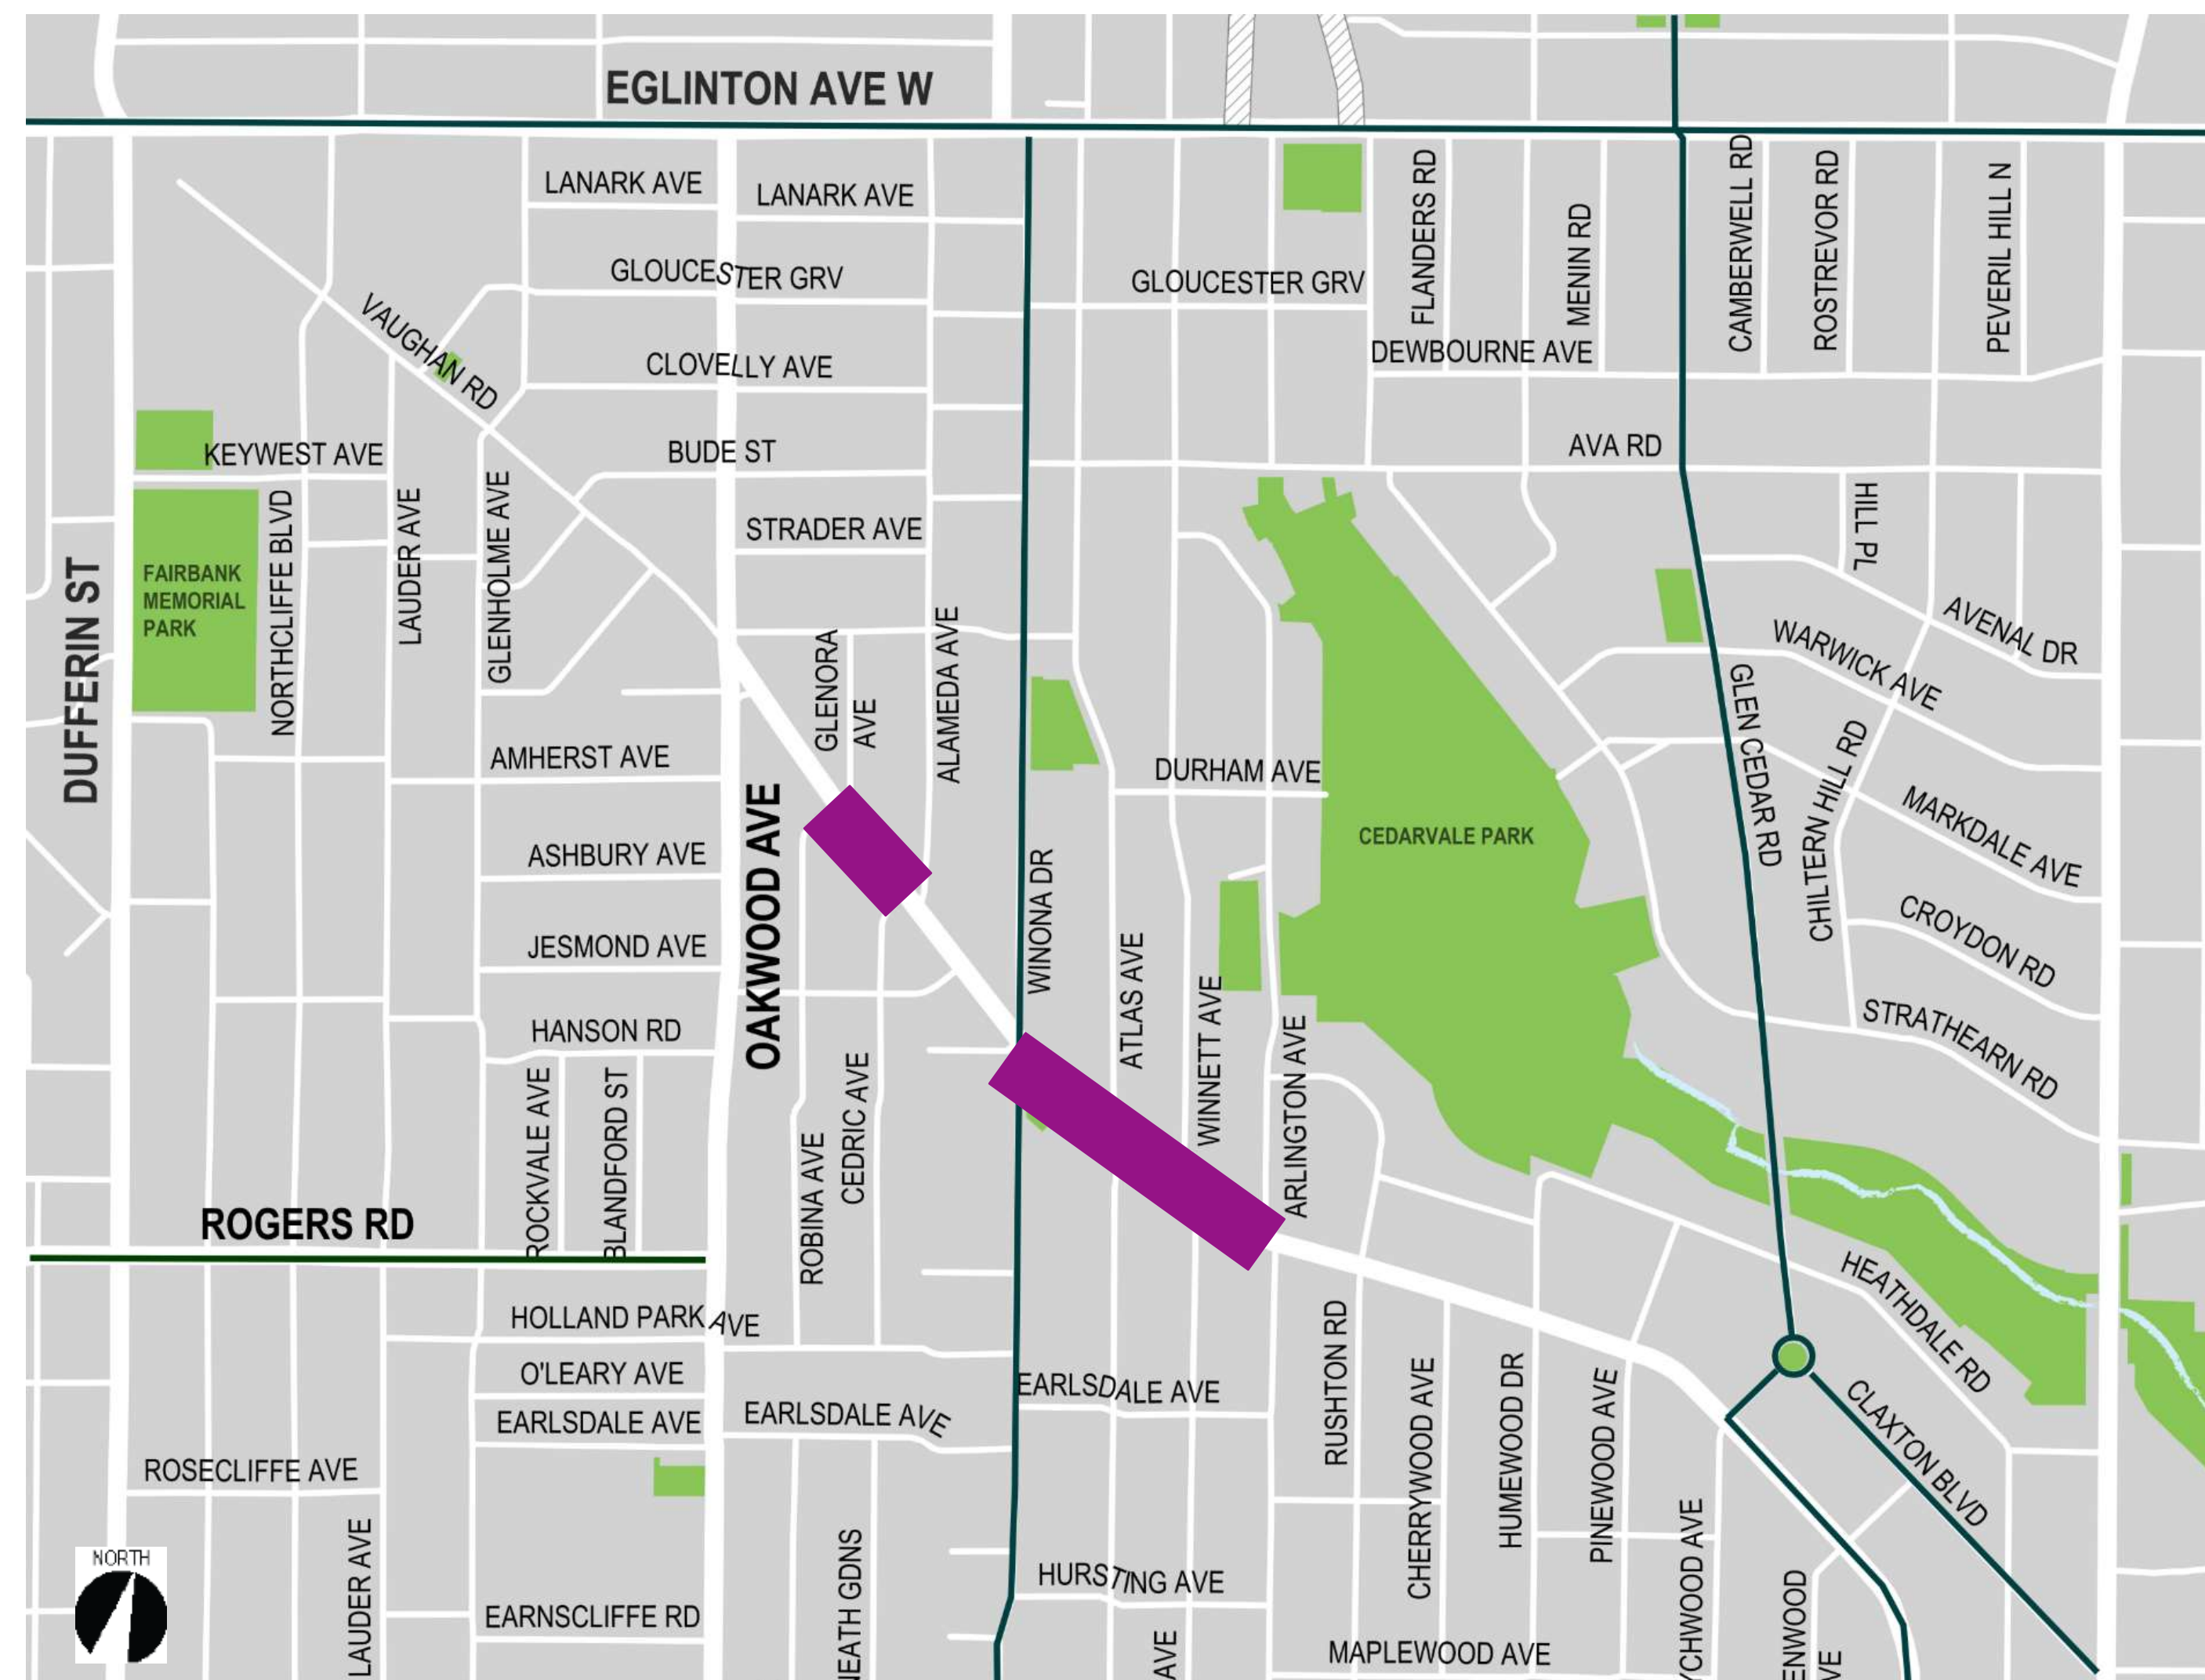 EGLINTON AVE W
LANARK AVE
LANARK AVE
GLOUCESTER GRV
GLOUCESTER GRV
VAUGHAN RD
CLOVELLY AVE
FLANDERS RD
MENIN RD
CAMBERWELL RD
ROSTREVOR RD
PEVERIL HILL N
DEWBOURNE AVE
KEYWEST AVE
BUDE ST
AVA RD
STRADER AVE
HILL PL
DUFFERIN ST
FAIRBANK
MEMORIAL
PARK
NORTHCLIFFE BLVD
LAUDER AVE
GLENHOLME AVE
GLENORA
AVE
ALAMEDA AVE
AVENAL DR
WARWICK AVE
GLEN CEDAR RD
CHILTERN HILL RD
AMHERST AVE
DURHAM AVE
MARKDALE AVE
CEDARVALE PARK
ASHBURY AVE
OAKWOOD AVE
WINONA DR
ATLAS AVE
CROYDON RD
JESMOND AVE
WINNETT AVE
ARLINGTON AVE
STRATHEARN RD
HANSON RD
ROCKVALE AVE
BLANDFORD ST
ROBINA AVE
CEDRIC AVE
ROGERS RD
HEATHDALE RD
HOLLAND PARK AVE
RUSHTON RD
CHERRYWOOD AVE
HUMEWOOD DR
PINEWOOD AVE
O'LEARY AVE
EARLSDALE AVE
EARLSDALE AVE
EARLSDALE AVE
CLAXTON BLVD
ROSECLIFFE AVE
NORTH
LAUDER AVE
NEATH GDNS
HURSTING AVE
YCHWOOD AVE
ENWOOD
VE
EARNSCLIFFE RD
AVE
MAPLEWOOD AVE